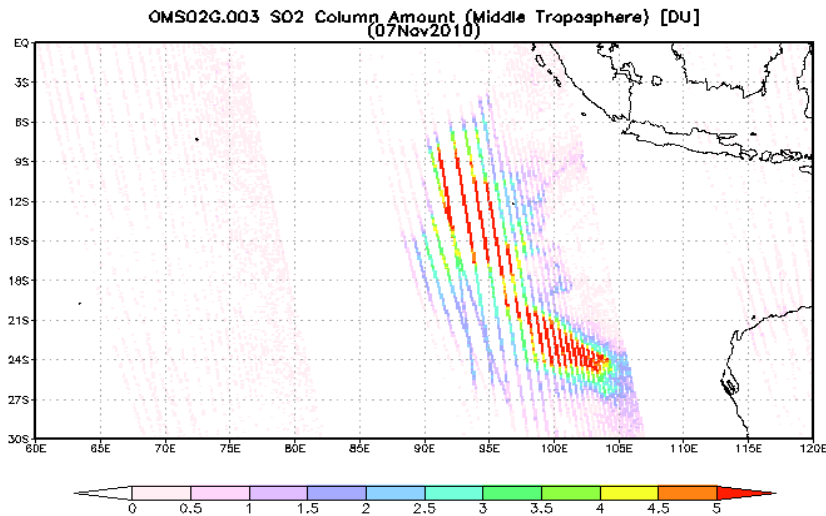 OMSO2G.003 SO2 Column Amount (Middle Troposphere) [DU]
(07Nov2010)
EQ
3S
6S
9S
12S
15S
18S
21S
24S
27S
30S
60E 65E 70E 75E 80E 85E 90E 95E 100E 105E 110E 115E 120E
0 0.5 1 1.5 2 2.5 3 3.5 4 4.5 5